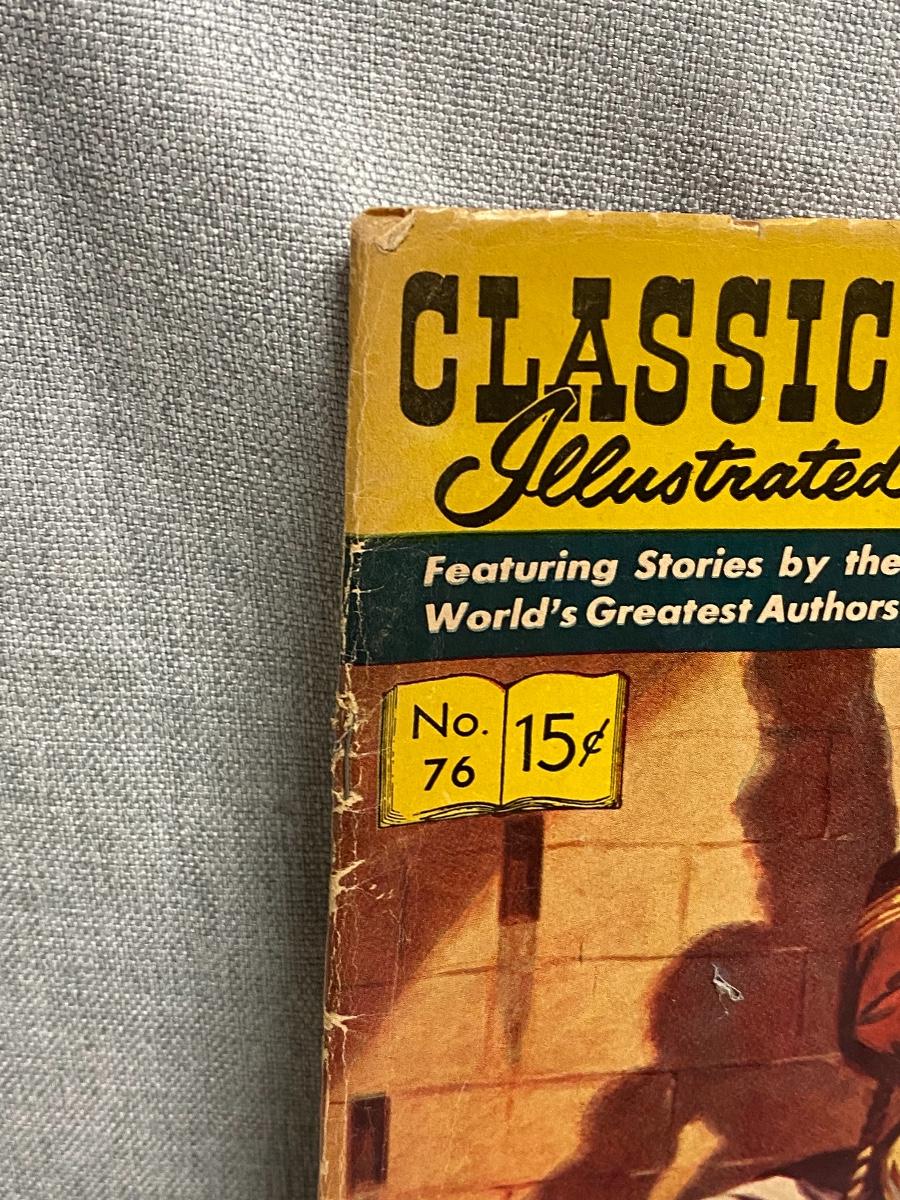 CLASSIC
Illustrated
Featuring Stories by the
World's Greatest Authors
No. 76
15¢